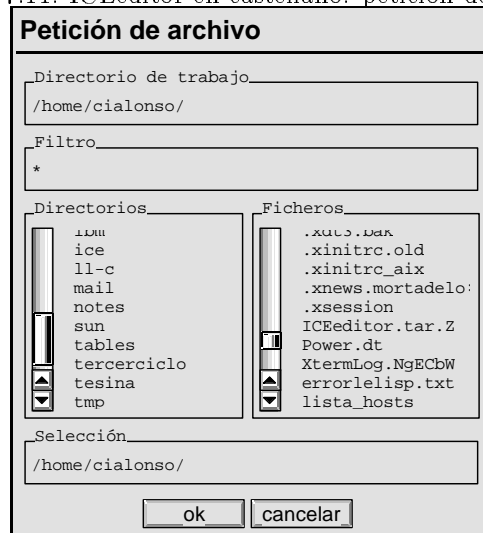 Petición de archivo
Directorio de trabajo
/home/cialonso/
Filtro
*
Directorios
ice
ll-c
mail
notes
sun
tables
tercerciclo
tesina
tmp
Ficheros
.xinitrc.old
.xinitrc_aix
.xnews.mortadelo
.xsession
ICEeditor.tar.Z
Power.dt
XtermLog.NgECbW
errorlelisp.txt
lista_hosts
Selección
/home/cialonso/
ok
cancelar